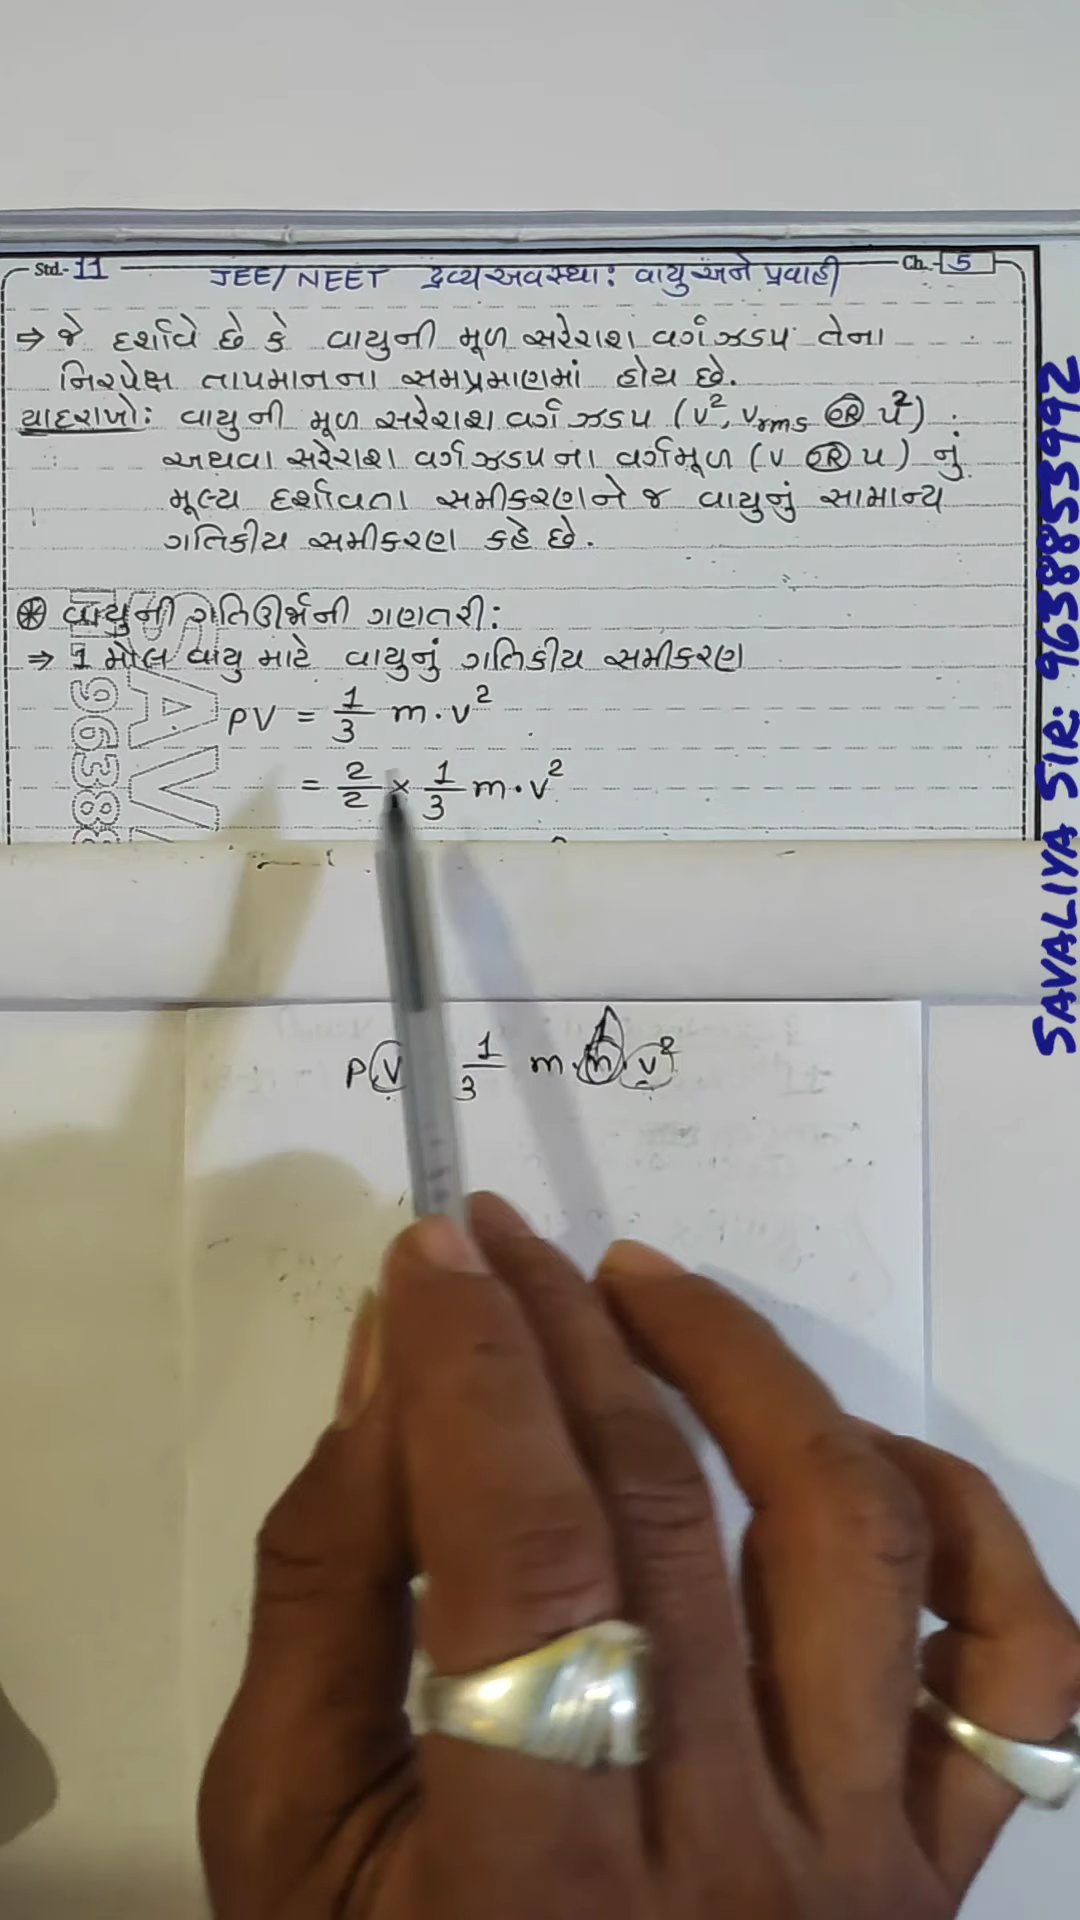 Std.- 11 JEE/NEET દ્રવ્યઅવસ્થા: વાયુ અને પ્રવાહી Ch.- 5
⇒ જે દર્શાવે છે કે વાયુની મૂળ સરેરાશ વર્ગ ઝડપ તેના
નિરપેક્ષ તાપમાનના સમપ્રમાણમાં હોય છે.
યાદરાખો: વાયુની મૂળ સરેરાશ વર્ગ ઝડપ (v², vrms OR u²)
અથવા સરેરાશ વર્ગઝડપના વર્ગમૂળ (v OR u) નું
મૂલ્ય દર્શાવતા સમીકરણને જ વાયુનું સામાન્ય
ગતિકીય સમીકરણ કહે છે.
* વાયુની ગતિઊર્જાની ગણતરી:
⇒ 1 મોલ વાયુ માટે વાયુનું ગતિકીય સમીકરણ
PV = 1/3 m·v²
= 2/2 × 1/3 m·v²
PV 1/3 m·n·v²
SAVALIYA SIR: 9638853992